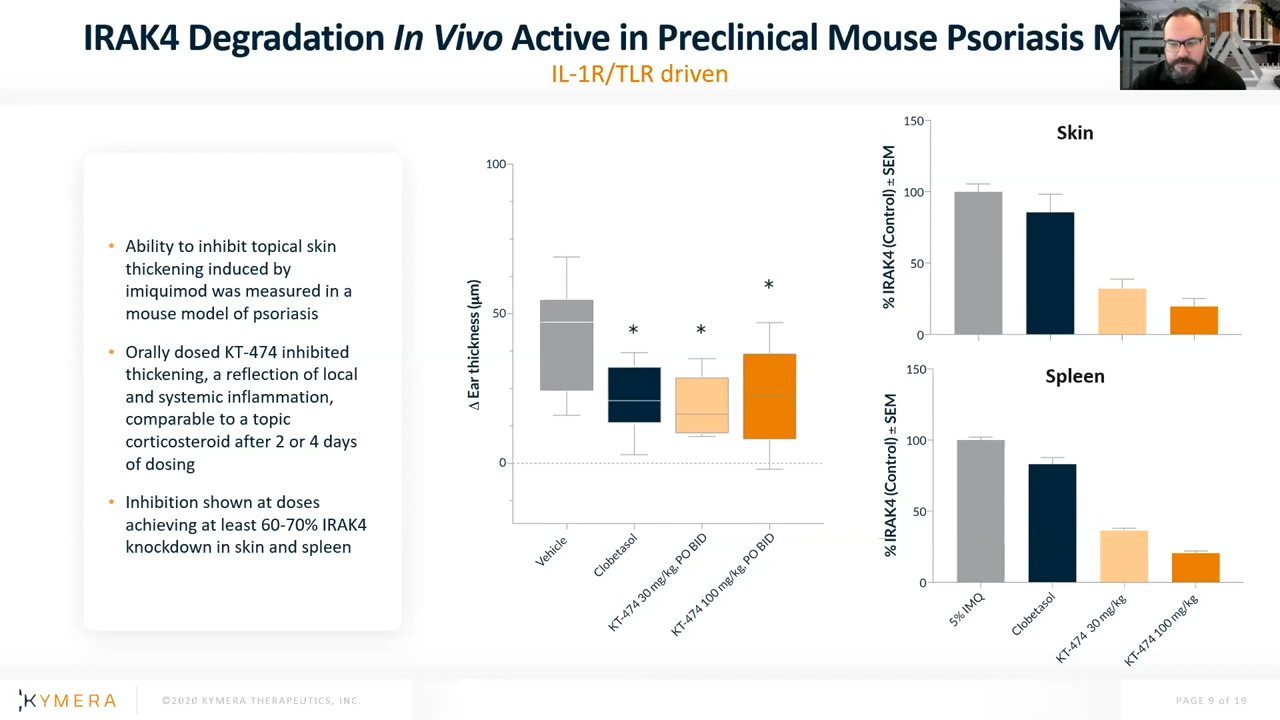 IRAK4 Degradation In Vivo Active in Preclinical Mouse Psoriasis M
IL-1R/TLR driven
• Ability to inhibit topical skin
thickening induced by
imiquimod was measured in a
mouse model of psoriasis
• Orally dosed KT-474 inhibited
thickening, a reflection of local
and systemic inflammation,
comparable to a topic
corticosteroid after 2 or 4 days
of dosing
• Inhibition shown at doses
achieving at least 60-70% IRAK4
knockdown in skin and spleen
Δ Ear thickness (μm)
100
50
0
*
*
*
Vehicle
Clobetasol
KT-474 30 mg/kg, PO BID
KT-474 100 mg/kg, PO BID
Skin
% IRAK4 (Control) ± SEM
150
100
50
0
Spleen
% IRAK4 (Control) ± SEM
150
100
50
0
5% IMQ
Clobetasol
KT-474 30 mg/kg
KT-474 100 mg/kg
KYMERA
©2020 KYMERA THERAPEUTICS, INC.
PAGE 9 of 19